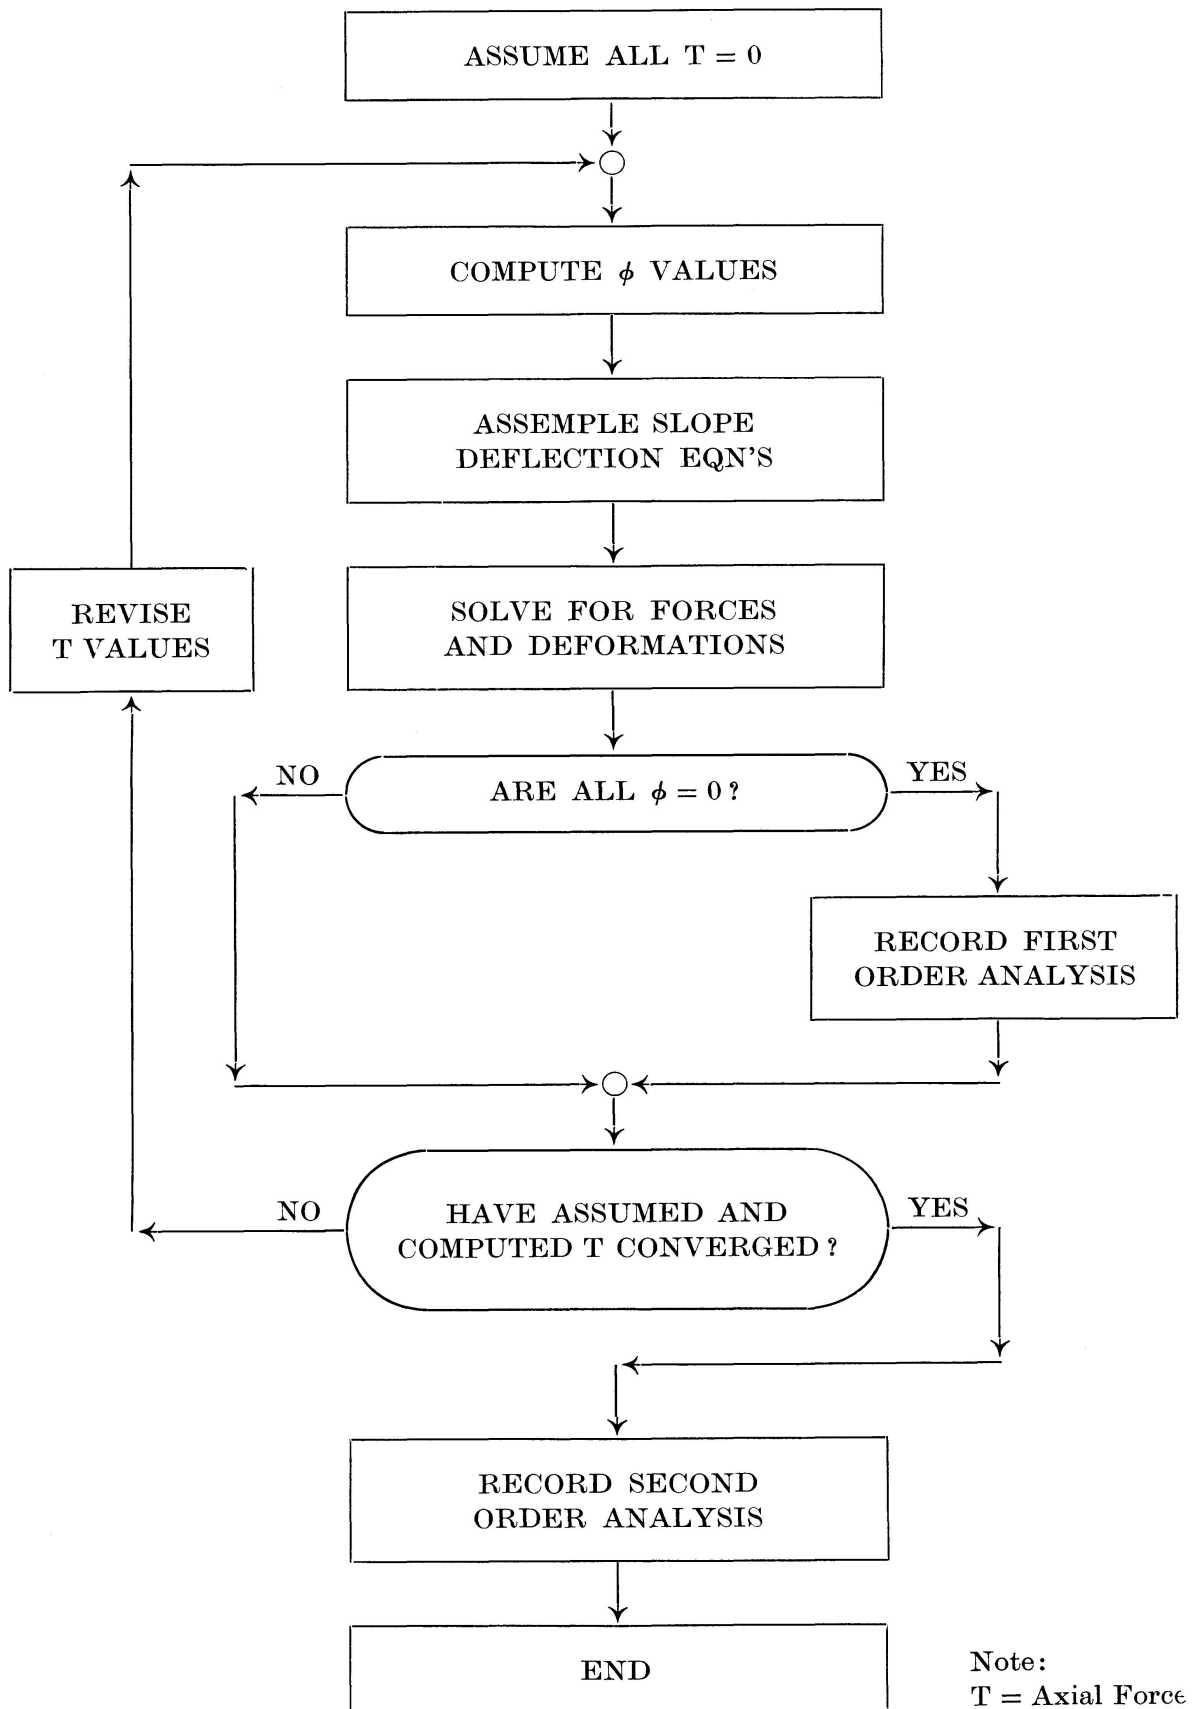 ASSUME ALL T = 0
COMPUTE ϕ VALUES
ASSEMPLE SLOPE
DEFLECTION EQN'S
REVISE
T VALUES
SOLVE FOR FORCES
AND DEFORMATIONS
NO
ARE ALL ϕ = 0?
YES
RECORD FIRST
ORDER ANALYSIS
NO
HAVE ASSUMED AND
COMPUTED T CONVERGED?
YES
RECORD SECOND
ORDER ANALYSIS
END
Note:
T = Axial Force